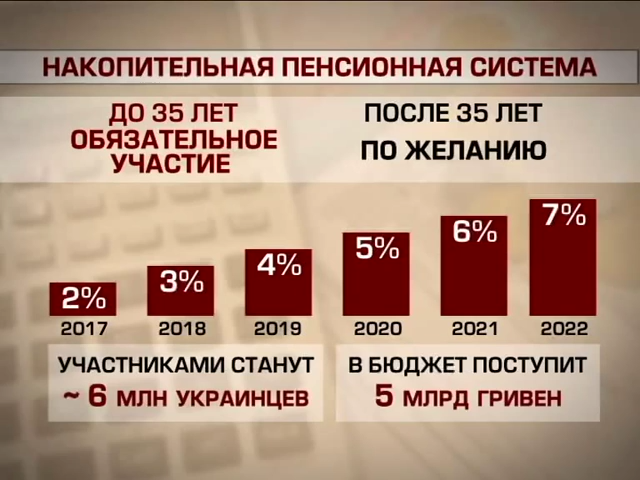 НАКОПИТЕЛЬНАЯ ПЕНСИОННАЯ СИСТЕМА
ДО 35 ЛЕТ
ОБЯЗАТЕЛЬНОЕ
УЧАСТИЕ
ПОСЛЕ 35 ЛЕТ
ПО ЖЕЛАНИЮ
2% 3% 4% 5% 6% 7%
2017 2018 2019 2020 2021 2022
УЧАСТНИКАМИ СТАНУТ
~ 6 МЛН УКРАИНЦЕВ
В БЮДЖЕТ ПОСТУПИТ
5 МЛРД ГРИВЕН